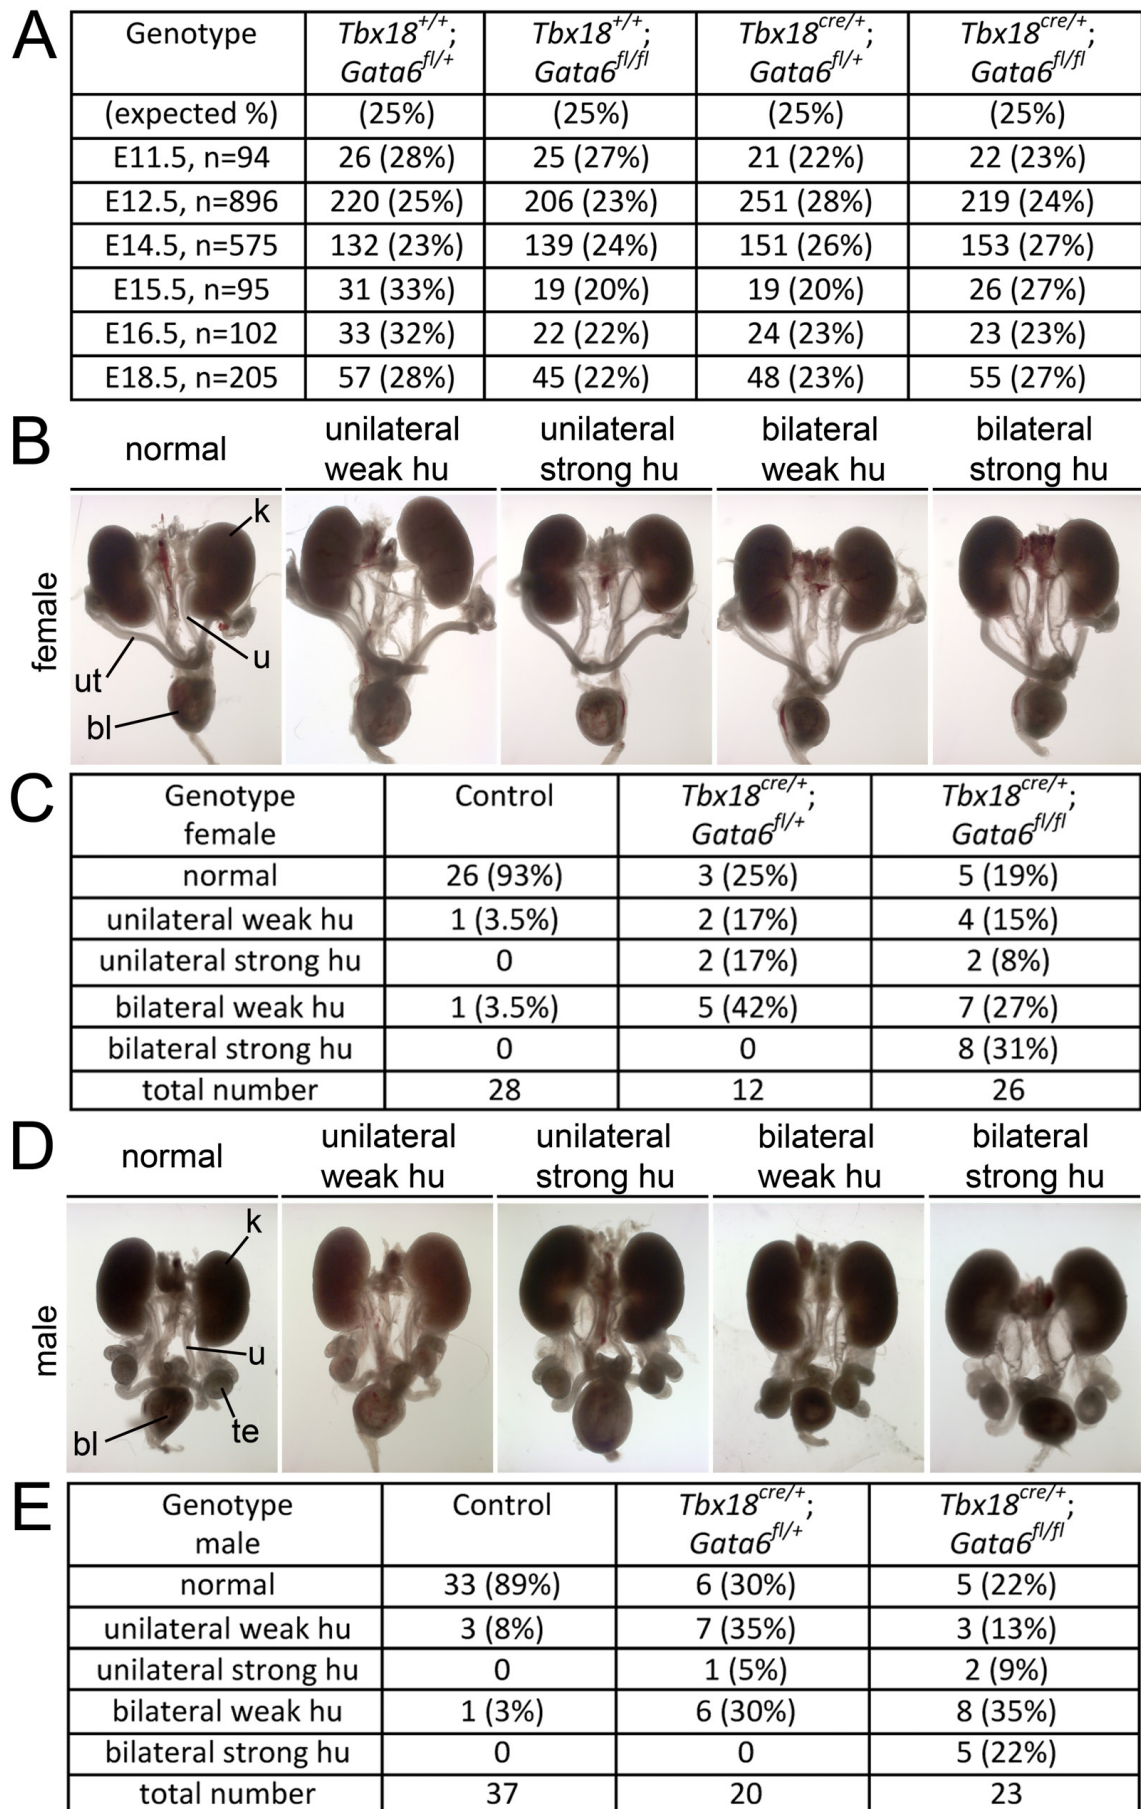 A
Genotype Tbx18+/+; Tbx18+/+; Tbx18cre/+; Tbx18cre/+;
Gata6fl/+ Gata6fl/fl Gata6fl/+ Gata6fl/fl
(expected %) (25%) (25%) (25%) (25%)
E11.5, n=94 26 (28%) 25 (27%) 21 (22%) 22 (23%)
E12.5, n=896 220 (25%) 206 (23%) 251 (28%) 219 (24%)
E14.5, n=575 132 (23%) 139 (24%) 151 (26%) 153 (27%)
E15.5, n=95 31 (33%) 19 (20%) 19 (20%) 26 (27%)
E16.5, n=102 33 (32%) 22 (22%) 24 (23%) 23 (23%)
E18.5, n=205 57 (28%) 45 (22%) 48 (23%) 55 (27%)
B
normal
unilateral
weak hu
unilateral
strong hu
bilateral
weak hu
bilateral
strong hu
female
k
u
ut
bl
C
Genotype Control Tbx18cre/+; Tbx18cre/+;
female Gata6fl/+ Gata6fl/fl
normal 26 (93%) 3 (25%) 5 (19%)
unilateral weak hu 1 (3.5%) 2 (17%) 4 (15%)
unilateral strong hu 0 2 (17%) 2 (8%)
bilateral weak hu 1 (3.5%) 5 (42%) 7 (27%)
bilateral strong hu 0 0 8 (31%)
total number 28 12 26
D
normal
unilateral
weak hu
unilateral
strong hu
bilateral
weak hu
bilateral
strong hu
male
k
u
te
bl
E
Genotype Control Tbx18cre/+; Tbx18cre/+;
male Gata6fl/+ Gata6fl/fl
normal 33 (89%) 6 (30%) 5 (22%)
unilateral weak hu 3 (8%) 7 (35%) 3 (13%)
unilateral strong hu 0 1 (5%) 2 (9%)
bilateral weak hu 1 (3%) 6 (30%) 8 (35%)
bilateral strong hu 0 0 5 (22%)
total number 37 20 23